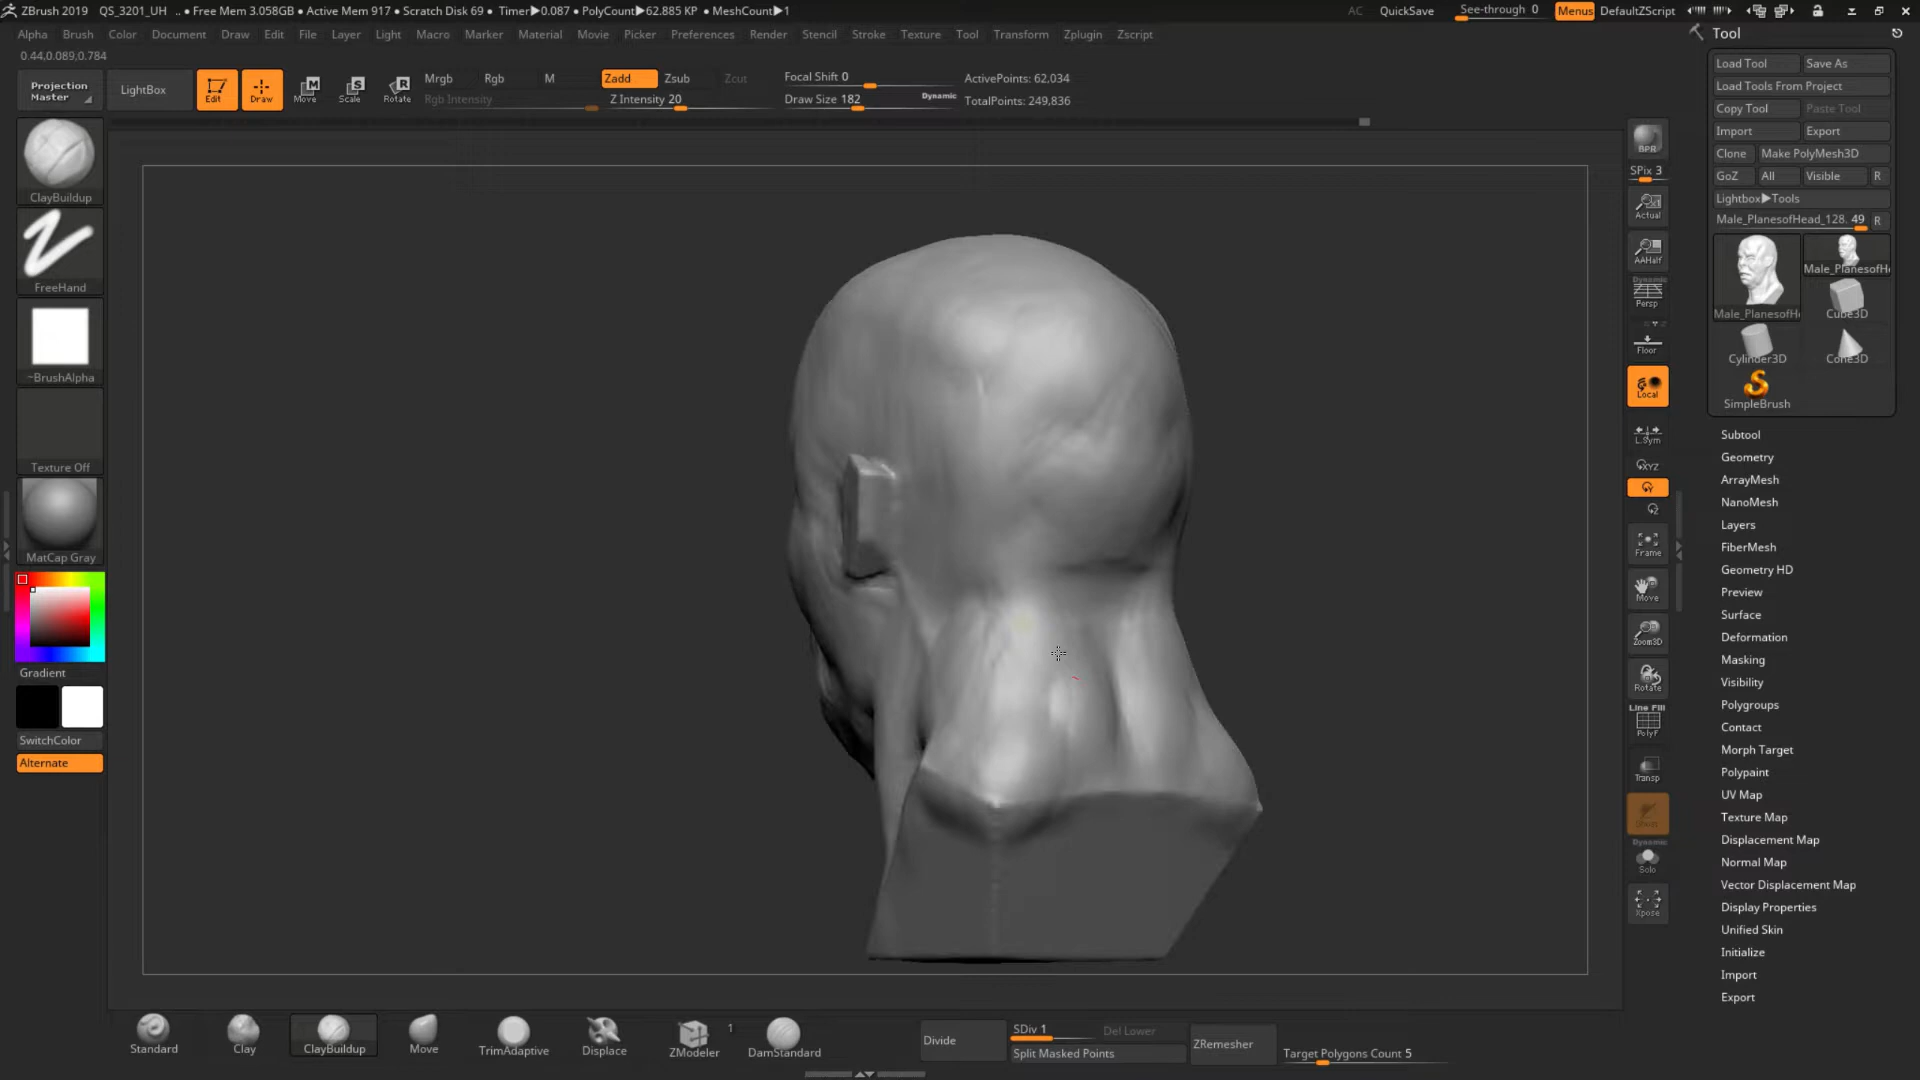 ZBrush 2019 QS_3201_UH .. • Free Mem 3.058GB • Active Mem 917 • Scratch Disk 69 • Timer▶0.087 • PolyCount▶62.885 KP • MeshCount▶1
AC QuickSave See-through 0 Menus DefaultZScript
Alpha Brush Color Document Draw Edit File Layer Light Macro Marker Material Movie Picker Preferences Render Stencil Stroke Texture Tool Transform Zplugin Zscript
0.44,0.089,0.784
Projection Master
LightBox
Edit
Draw
Move
Scale
Rotate
Mrgb Rgb M Zadd Zsub Zcut
Rgb Intensity Z Intensity 20
Focal Shift 0
Draw Size 182 Dynamic
ActivePoints: 62,034
TotalPoints: 249,836
ClayBuildup
FreeHand
~BrushAlpha
Texture Off
MatCap Gray
Gradient
SwitchColor
Alternate
BPR
SPix 3
Actual
AAHalf
Dynamic
Persp
Floor
Local
L.Sym
XYZ
Y
Z
Frame
Move
Zoom3D
Rotate
Line Fill
PolyF
Transp
Dynamic
Solo
Xpose
Tool
Load Tool Save As
Load Tools From Project
Copy Tool Paste Tool
Import Export
Clone Make PolyMesh3D
GoZ All Visible R
Lightbox▶Tools
Male_PlanesofHead_128. 49 R
Male_PlanesofH
Male_PlanesofH
Cube3D
Cylinder3D
Cone3D
SimpleBrush
Subtool
Geometry
ArrayMesh
NanoMesh
Layers
FiberMesh
Geometry HD
Preview
Surface
Deformation
Masking
Visibility
Polygroups
Contact
Morph Target
Polypaint
UV Map
Texture Map
Displacement Map
Normal Map
Vector Displacement Map
Display Properties
Unified Skin
Initialize
Import
Export
Standard
Clay
ClayBuildup
Move
TrimAdaptive
Displace
1
ZModeler
DamStandard
Divide
SDiv 1 Del Lower
Split Masked Points
ZRemesher
Target Polygons Count 5